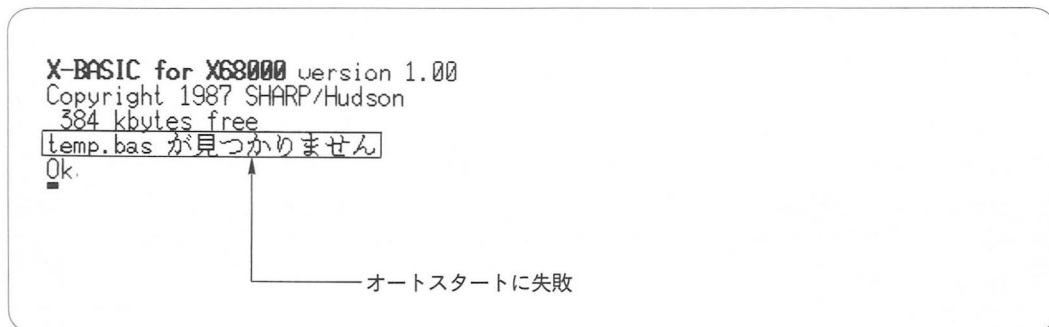 X-BASIC for X68000 version 1.00
Copyright 1987 SHARP/Hudson
384 kbytes free
temp.bas が見つかりません
Ok
オートスタートに失敗